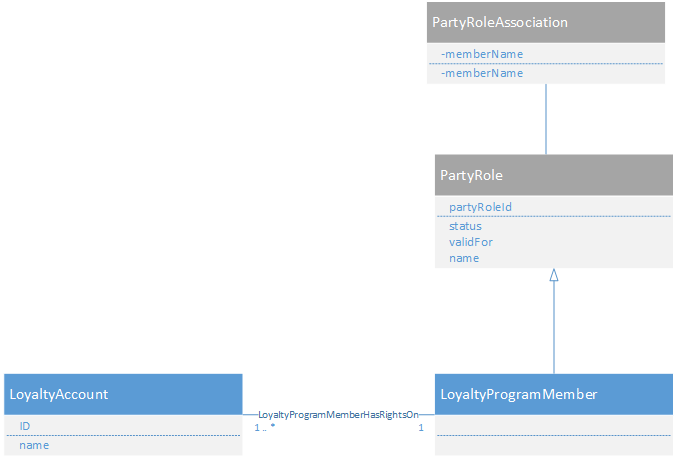 PartyRoleAssociation
-memberName
-memberName
PartyRole
partyRoleId
status
validFor
name
LoyaltyAccount
ID
name
LoyaltyProgramMemberHasRightsOn
1 .. *
1
LoyaltyProgramMember